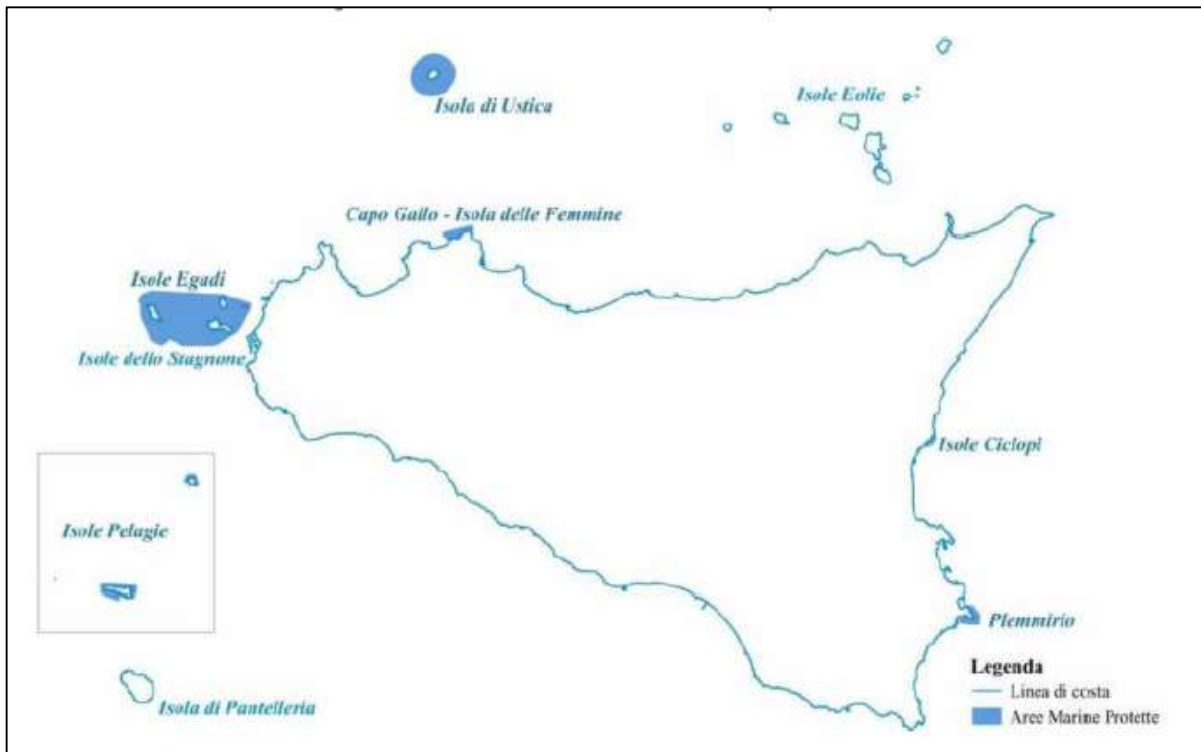 Isola di Ustica
Isole Eolie
Capo Gallo - Isola delle Femmine
Isole Egadi
Isole dello Stagnone
Isole Ciclopi
Isole Pelagie
Plemmirio
Isola di Pantelleria
Legenda
Linea di costa
Aree Marine Protette